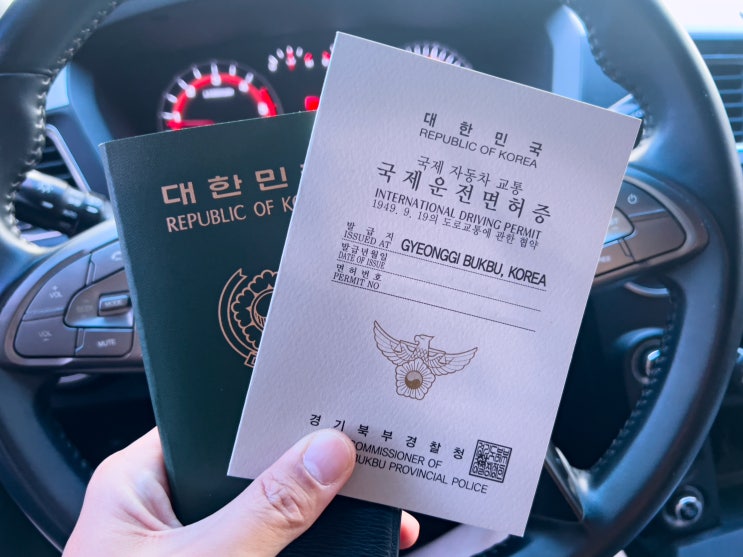 대한민
REPUBLIC OF K
대한민국
REPUBLIC OF KOREA
국제 자동차 교통
국제운전면허증
INTERNATIONAL DRIVING PERMIT
1949. 9. 19의 도로교통에 관한 협약
발급지
ISSUED AT GYEONGGI BUKBU, KOREA
발급년월일
DATE OF ISSUE
면허번호
PERMIT NO
경기북부경찰청
COMMISSIONER OF
BUKBU PROVINCIAL POLICE
VOL
VOL
MODE
MUTE